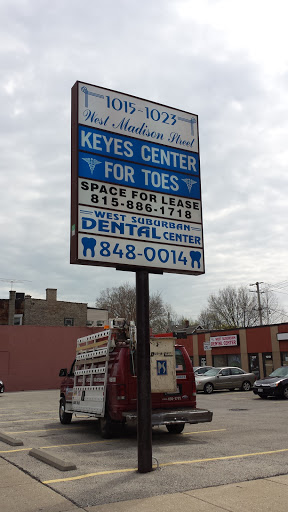 1015-1023
West Madison Street
KEYES CENTER
FOR TOES
SPACE FOR LEASE
815-886-1718
WEST SUBURBAN
DENTAL CENTER
848-0014